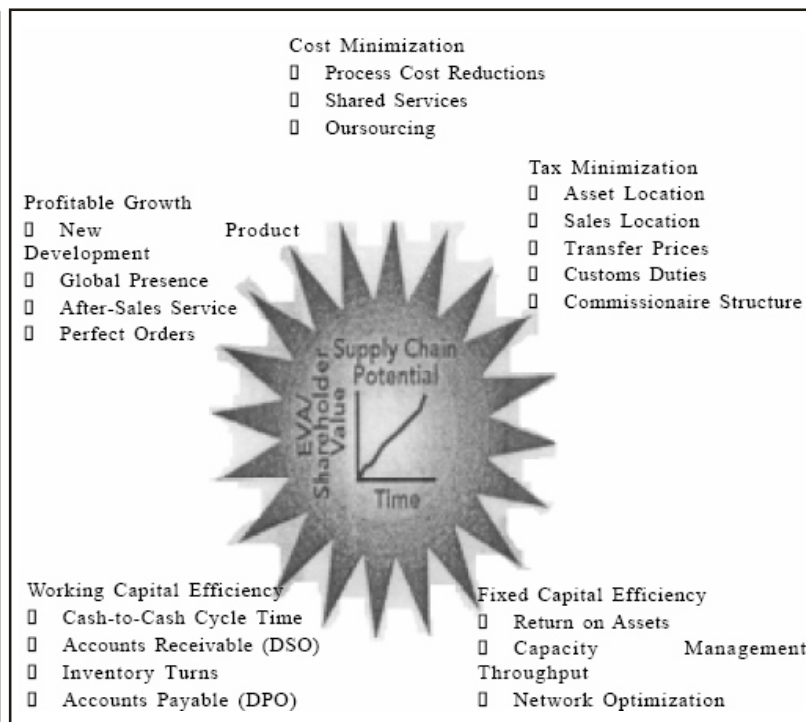 Cost Minimization
▯ Process Cost Reductions
▯ Shared Services
▯ Oursourcing
Tax Minimization
▯ Asset Location
▯ Sales Location
▯ Transfer Prices
▯ Customs Duties
▯ Commissionaire Structure
Profitable Growth
▯ New Product
Development
▯ Global Presence
▯ After-Sales Service
▯ Perfect Orders
Supply Chain
Potential
EVA/
Shareholder
Value
Time
Working Capital Efficiency
▯ Cash-to-Cash Cycle Time
▯ Accounts Receivable (DSO)
▯ Inventory Turns
▯ Accounts Payable (DPO)
Fixed Capital Efficiency
▯ Return on Assets
▯ Capacity Management
Throughput
▯ Network Optimization